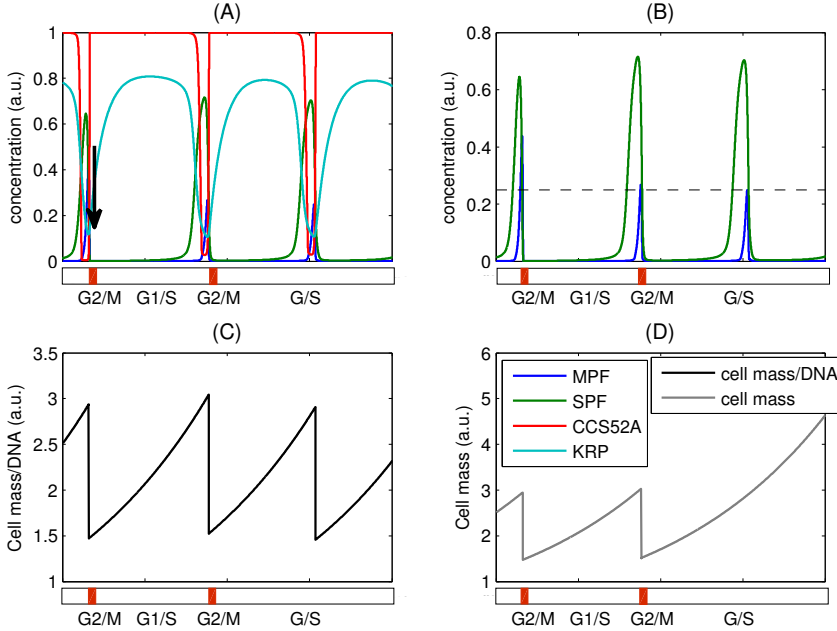 (A)
concentration (a.u.)
1
0.8
0.6
0.4
0.2
0
G2/M G1/S G2/M G/S
(B)
concentration (a.u.)
0.8
0.6
0.4
0.2
0
G2/M G1/S G2/M G/S
(C)
Cell mass/DNA (a.u.)
3.5
3
2.5
2
1.5
1
G2/M G1/S G2/M G/S
(D)
Cell mass (a.u.)
6
5
4
3
2
1
MPF
SPF
CCS52A
KRP
cell mass/DNA
cell mass
G2/M G1/S G2/M G/S